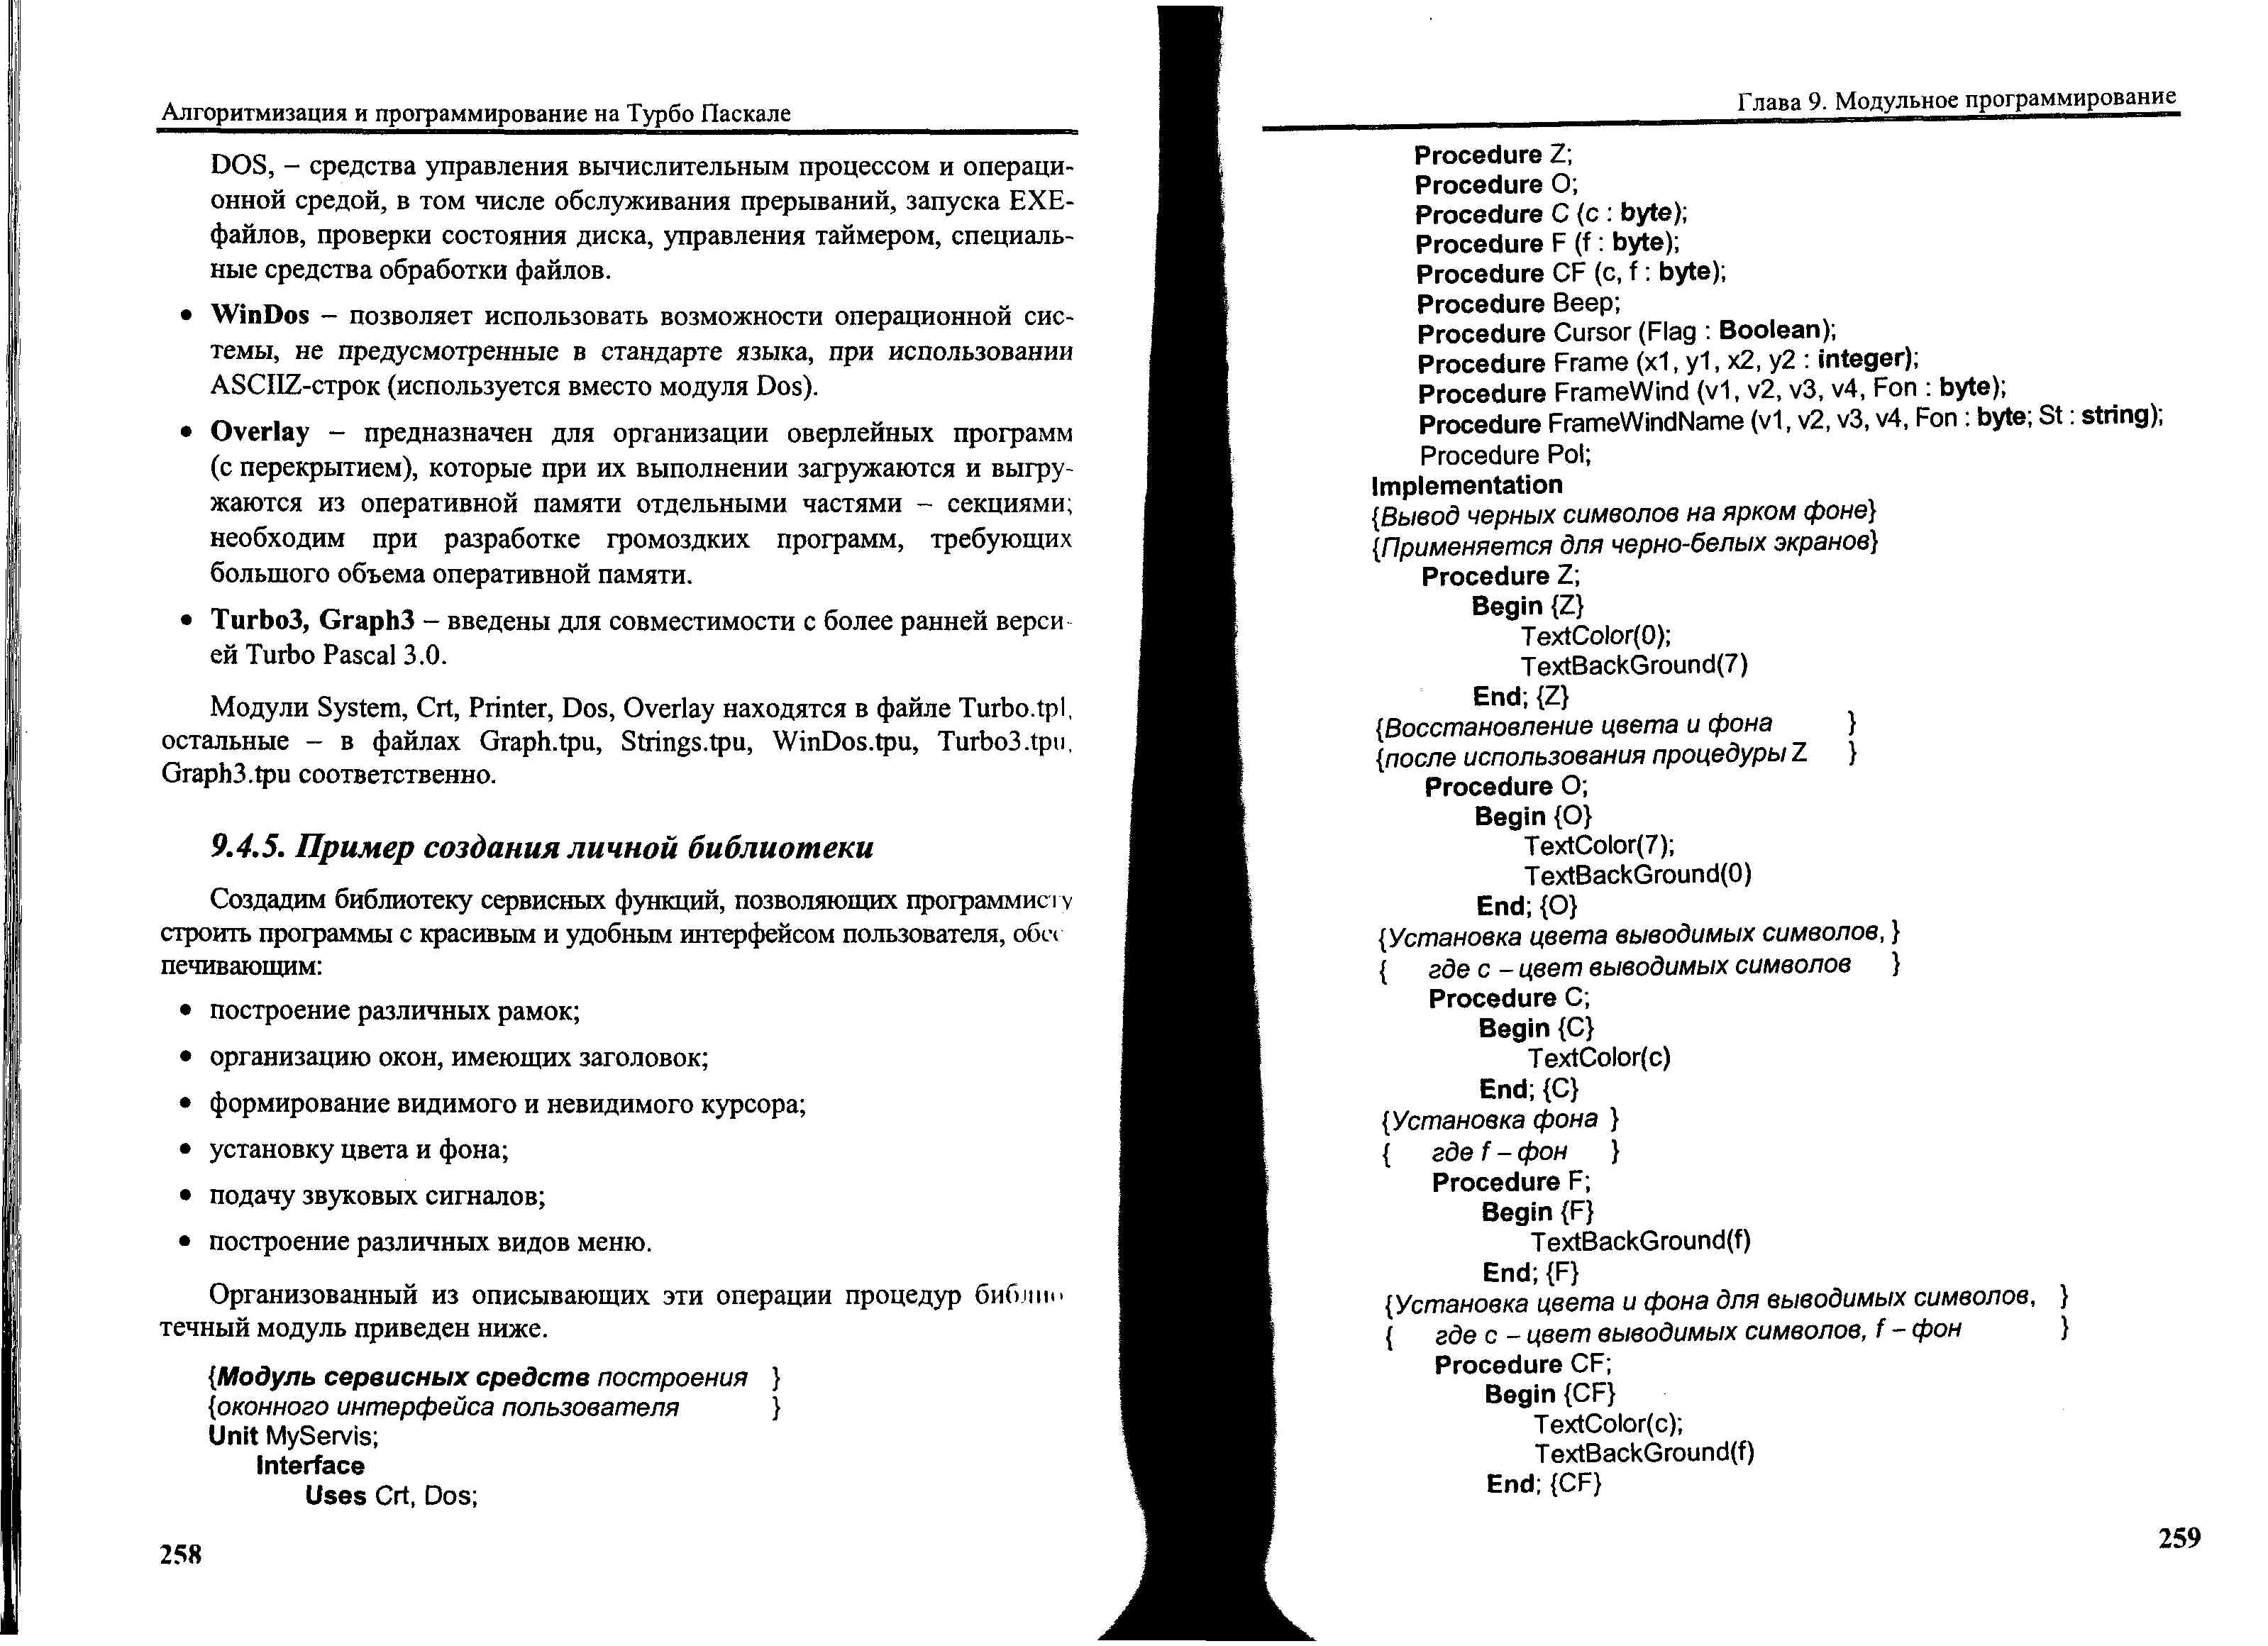 Алгоритмизация и программирование на Турбо Паскале
DOS, – средства управления вычислительным процессом и операци-
онной средой, в том числе обслуживания прерываний, запуска EXE-
файлов, проверки состояния диска, управления таймером, специаль-
ные средства обработки файлов.
• WinDos – позволяет использовать возможности операционной сис-
темы, не предусмотренные в стандарте языка, при использовании
ASCIIZ-строк (используется вместо модуля Dos).
• Overlay – предназначен для организации оверлейных программ
(с перекрытием), которые при их выполнении загружаются и выгру-
жаются из оперативной памяти отдельными частями – секциями;
необходим при разработке громоздких программ, требующих
большого объема оперативной памяти.
• Turbo3, Graph3 – введены для совместимости с более ранней верси-
ей Turbo Pascal 3.0.
Модули System, Crt, Printer, Dos, Overlay находятся в файле Turbo.tpl,
остальные – в файлах Graph.tpu, Strings.tpu, WinDos.tpu, Turbo3.tpu,
Graph3.tpu соответственно.
9.4.5. Пример создания личной библиотеки
Создадим библиотеку сервисных функций, позволяющих программисту
строить программы с красивым и удобным интерфейсом пользователя, обес
печивающим:
• построение различных рамок;
• организацию окон, имеющих заголовок;
• формирование видимого и невидимого курсора;
• установку цвета и фона;
• подачу звуковых сигналов;
• построение различных видов меню.
Организованный из описывающих эти операции процедур библио
течный модуль приведен ниже.
{Модуль сервисных средств построения }
{оконного интерфейса пользователя }
Unit MyServis;
Interface
Uses Crt, Dos;
258
Глава 9. Модульное программирование
Procedure Z;
Procedure O;
Procedure C (c : byte);
Procedure F (f : byte);
Procedure CF (c, f : byte);
Procedure Beep;
Procedure Cursor (Flag : Boolean);
Procedure Frame (x1, y1, x2, y2 : integer);
Procedure FrameWind (v1, v2, v3, v4, Fon : byte);
Procedure FrameWindName (v1, v2, v3, v4, Fon : byte; St : string);
Procedure Pol;
Implementation
{Вывод черных символов на ярком фоне}
{Применяется для черно-белых экранов}
Procedure Z;
Begin {Z}
TextColor(0);
TextBackGround(7)
End; {Z}
{Восстановление цвета и фона }
{после использования процедуры Z }
Procedure O;
Begin {O}
TextColor(7);
TextBackGround(0)
End; {O}
{Установка цвета выводимых символов, }
{ где с – цвет выводимых символов }
Procedure C;
Begin {C}
TextColor(c)
End; {C}
{Установка фона }
{ где f – фон }
Procedure F;
Begin {F}
TextBackGround(f)
End; {F}
{Установка цвета и фона для выводимых символов, }
{ где с – цвет выводимых символов, f – фон }
Procedure CF;
Begin {CF}
TextColor(c);
TextBackGround(f)
End; {CF}
259